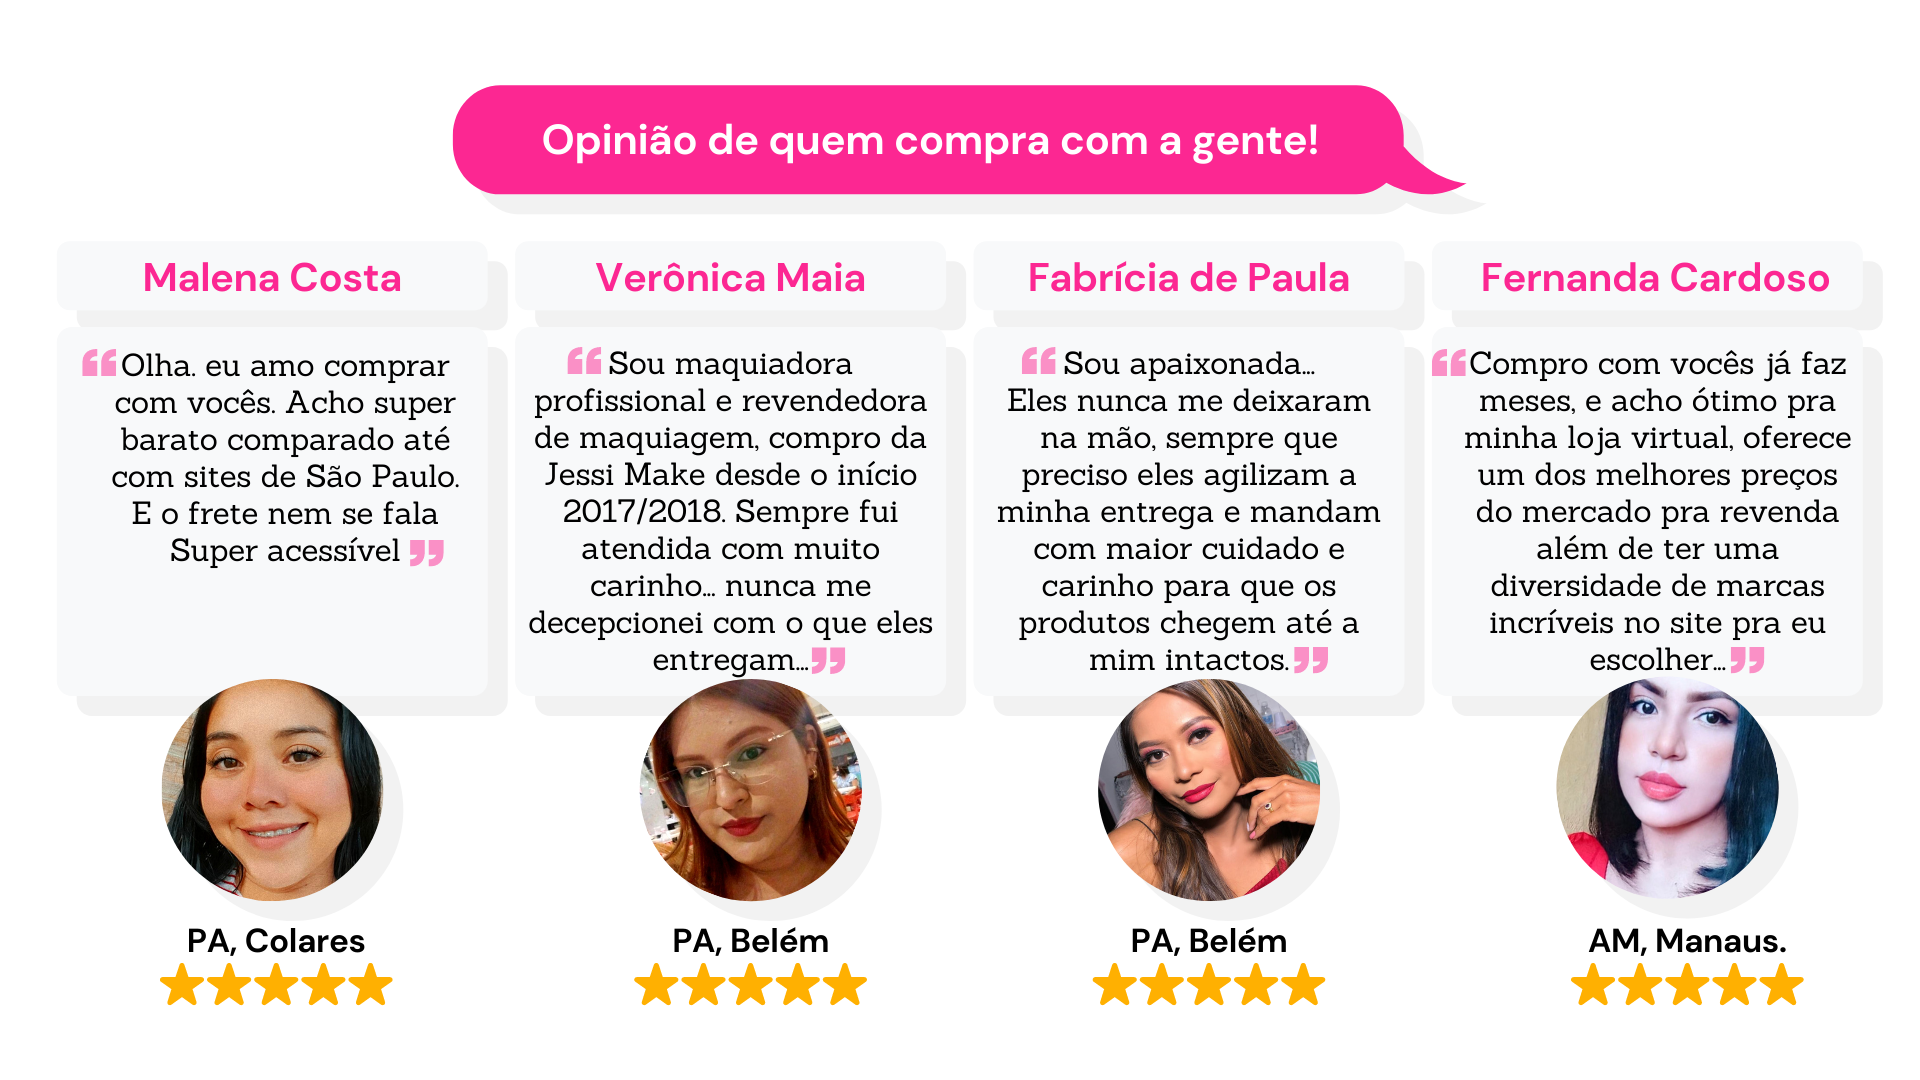 Opinião de quem compra com a gente!
Malena Costa
Olha. eu amo comprar
com vocês. Acho super
barato comparado até
com sites de São Paulo.
E o frete nem se fala
Super acessível
PA, Colares
Verônica Maia
Sou maquiadora
profissional e revendedora
de maquiagem, compro da
Jessi Make desde o início
2017/2018. Sempre fui
atendida com muito
carinho... nunca me
decepcionei com o que eles
entregam...
PA, Belém
Fabrícia de Paula
Sou apaixonada...
Eles nunca me deixaram
na mão, sempre que
preciso eles agilizam a
minha entrega e mandam
com maior cuidado e
carinho para que os
produtos chegem até a
mim intactos.
PA, Belém
Fernanda Cardoso
Compro com vocês já faz
meses, e acho ótimo pra
minha loja virtual, oferece
um dos melhores preços
do mercado pra revenda
além de ter uma
diversidade de marcas
incríveis no site pra eu
escolher...
AM, Manaus.